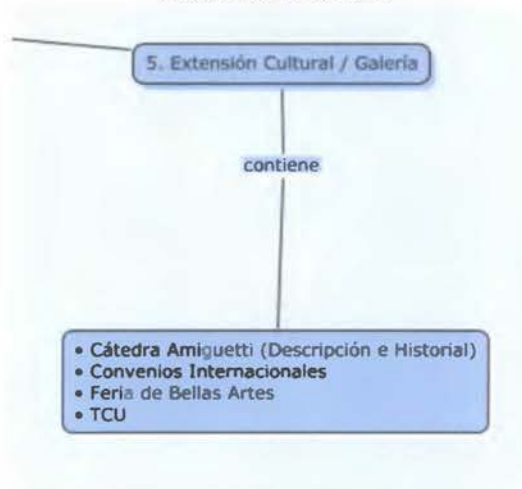 5. Extensión Cultural / Galería
contiene
• Cátedra Amiguetti (Descripción e Historial)
• Convenios Internacionales
• Feria de Bellas Artes
• TCU